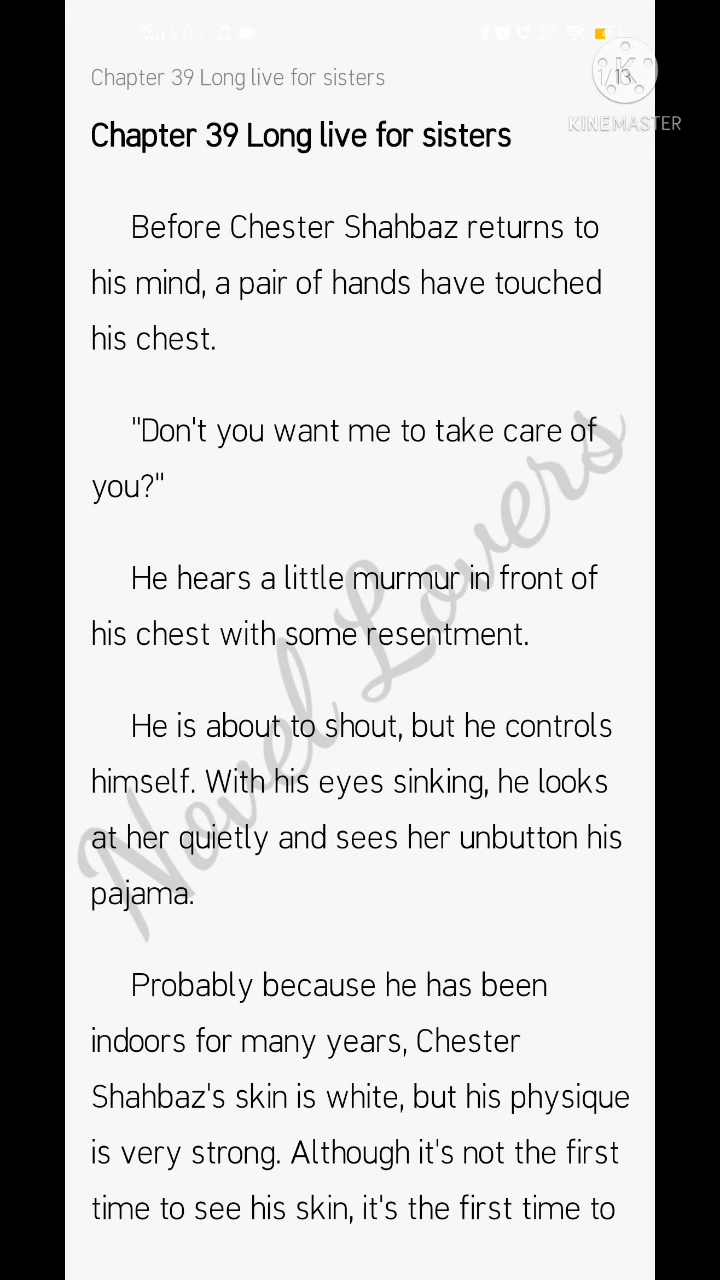 9:03
Chapter 39 Long live for sisters
1/13
K
KINEMASTER
Chapter 39 Long live for sisters
Before Chester Shahbaz returns to
his mind, a pair of hands have touched
his chest.
"Don't you want me to take care of
you?"
He hears a little murmur in front of
his chest with some resentment.
He is about to shout, but he controls
himself. With his eyes sinking, he looks
at her quietly and sees her unbutton his
pajama.
Probably because he has been
indoors for many years, Chester
Shahbaz's skin is white, but his physique
is very strong. Although it's not the first
time to see his skin, it's the first time to
Novel Lovers